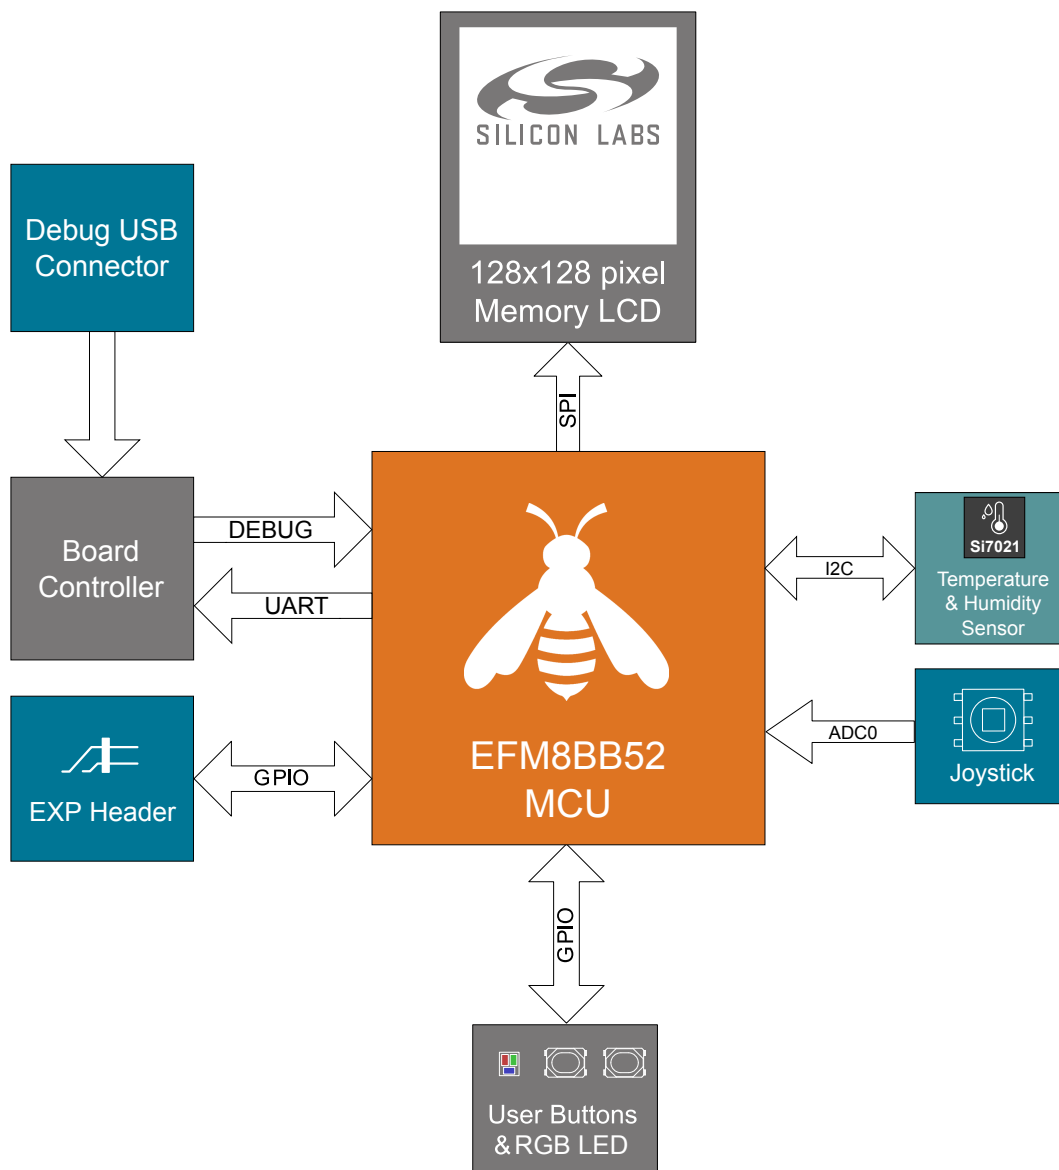 SILICON LABS
128x128 pixel
Memory LCD
Debug USB
Connector
SPI
Board
Controller
DEBUG
UART
EFM8BB52
MCU
I2C
Si7021
Temperature
& Humidity
Sensor
ADC0
Joystick
EXP Header
GPIO
GPIO
User Buttons
& RGB LED